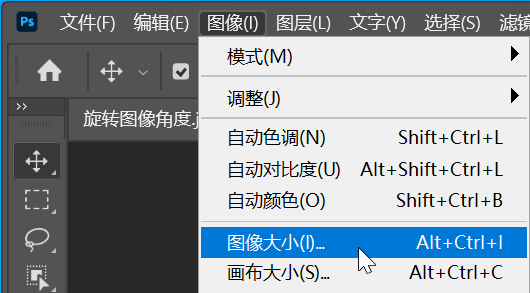 Ps 文件(F) 编辑(E) 图像(I) 图层(L) 文字(Y) 选择(S) 滤镜
模式(M)
调整(J)
旋转图像角度.j
自动色调(N) Shift+Ctrl+L
自动对比度(U) Alt+Shift+Ctrl+L
自动颜色(O) Shift+Ctrl+B
图像大小(I)... Alt+Ctrl+I
画布大小(S)... Alt+Ctrl+C